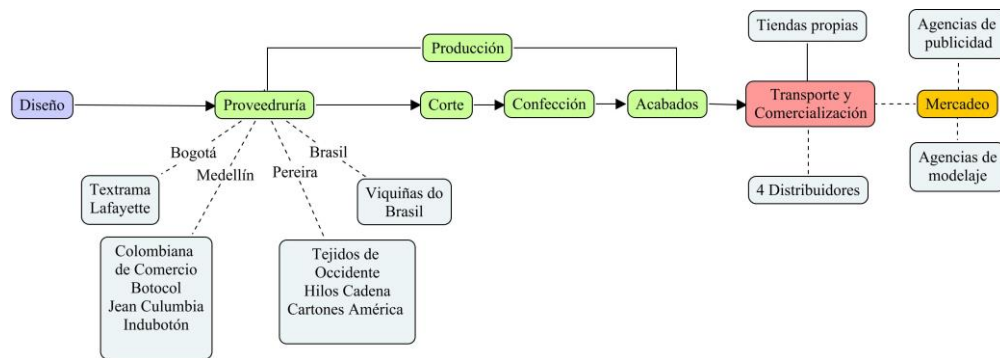 Tiendas propias
Agencias de
publicidad
Producción
Diseño
Proveedruría
Corte
Confección
Acabados
Transporte y
Comercialización
Mercadeo
Bogotá
Medellín
Pereira
Brasil
Textrama
Lafayette
Viquiñas do
Brasil
4 Distribuidores
Agencias de
modelaje
Colombiana
de Comercio
Botocol
Jean Culumbia
Indubotón
Tejidos de
Occidente
Hilos Cadena
Cartones América